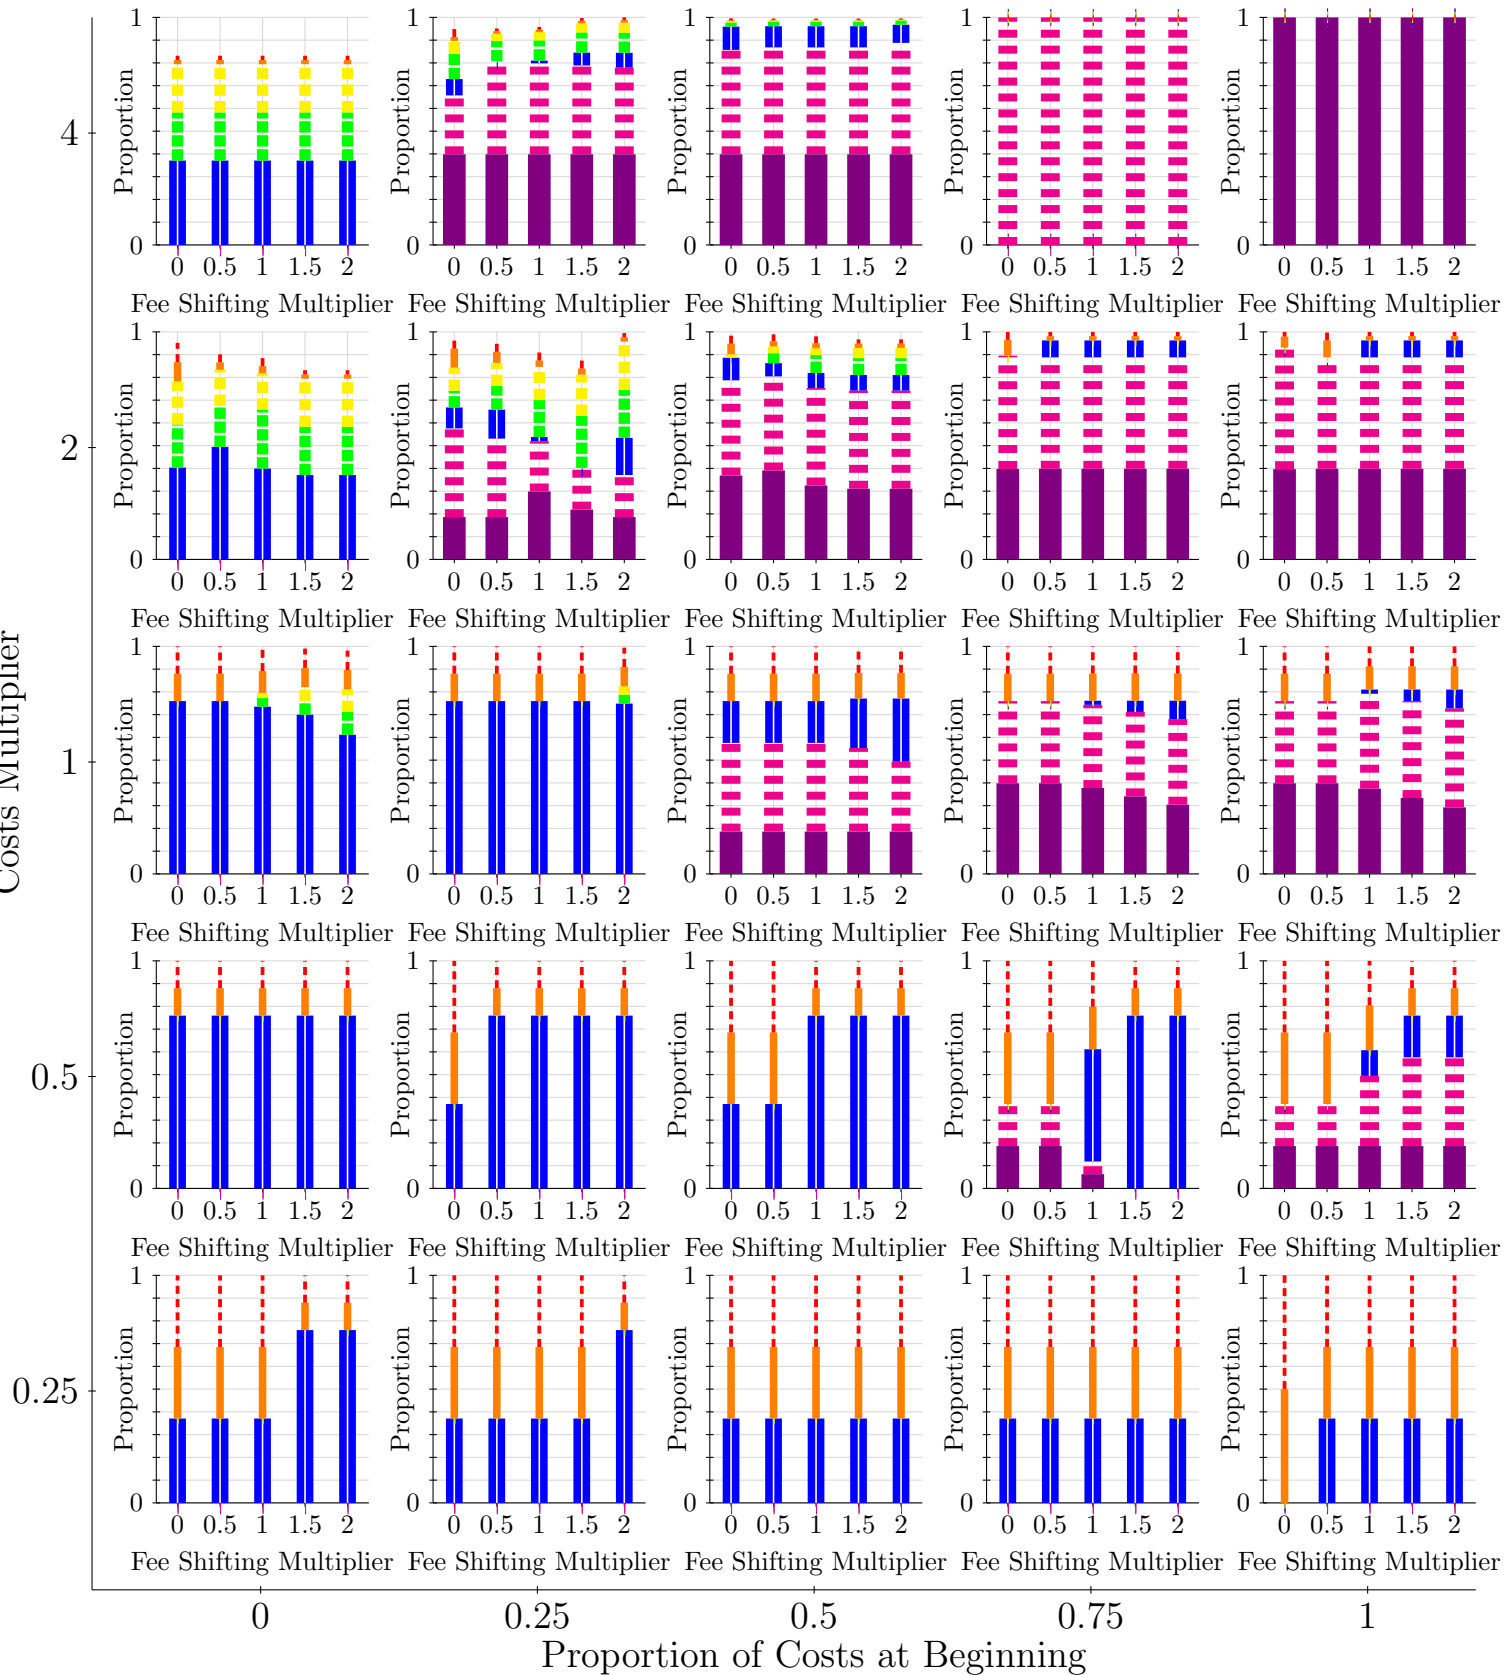 Costs Multiplier
1 1 1 1 1
4 Proportion Proportion Proportion Proportion Proportion
0 0 0 0 0
0 0.5 1 1.5 2 0 0.5 1 1.5 2 0 0.5 1 1.5 2 0 0.5 1 1.5 2 0 0.5 1 1.5 2
Fee Shifting Multiplier Fee Shifting Multiplier Fee Shifting Multiplier Fee Shifting Multiplier Fee Shifting Multiplier
1 1 1 1 1
2 Proportion Proportion Proportion Proportion Proportion
0 0 0 0 0
0 0.5 1 1.5 2 0 0.5 1 1.5 2 0 0.5 1 1.5 2 0 0.5 1 1.5 2 0 0.5 1 1.5 2
Fee Shifting Multiplier Fee Shifting Multiplier Fee Shifting Multiplier Fee Shifting Multiplier Fee Shifting Multiplier
1 1 1 1 1
1 Proportion Proportion Proportion Proportion Proportion
0 0 0 0 0
0 0.5 1 1.5 2 0 0.5 1 1.5 2 0 0.5 1 1.5 2 0 0.5 1 1.5 2 0 0.5 1 1.5 2
Fee Shifting Multiplier Fee Shifting Multiplier Fee Shifting Multiplier Fee Shifting Multiplier Fee Shifting Multiplier
1 1 1 1 1
0.5 Proportion Proportion Proportion Proportion Proportion
0 0 0 0 0
0 0.5 1 1.5 2 0 0.5 1 1.5 2 0 0.5 1 1.5 2 0 0.5 1 1.5 2 0 0.5 1 1.5 2
Fee Shifting Multiplier Fee Shifting Multiplier Fee Shifting Multiplier Fee Shifting Multiplier Fee Shifting Multiplier
1 1 1 1 1
0.25 Proportion Proportion Proportion Proportion Proportion
0 0 0 0 0
0 0.5 1 1.5 2 0 0.5 1 1.5 2 0 0.5 1 1.5 2 0 0.5 1 1.5 2 0 0.5 1 1.5 2
Fee Shifting Multiplier Fee Shifting Multiplier Fee Shifting Multiplier Fee Shifting Multiplier Fee Shifting Multiplier
0 0.25 0.5 0.75 1
Proportion of Costs at Beginning